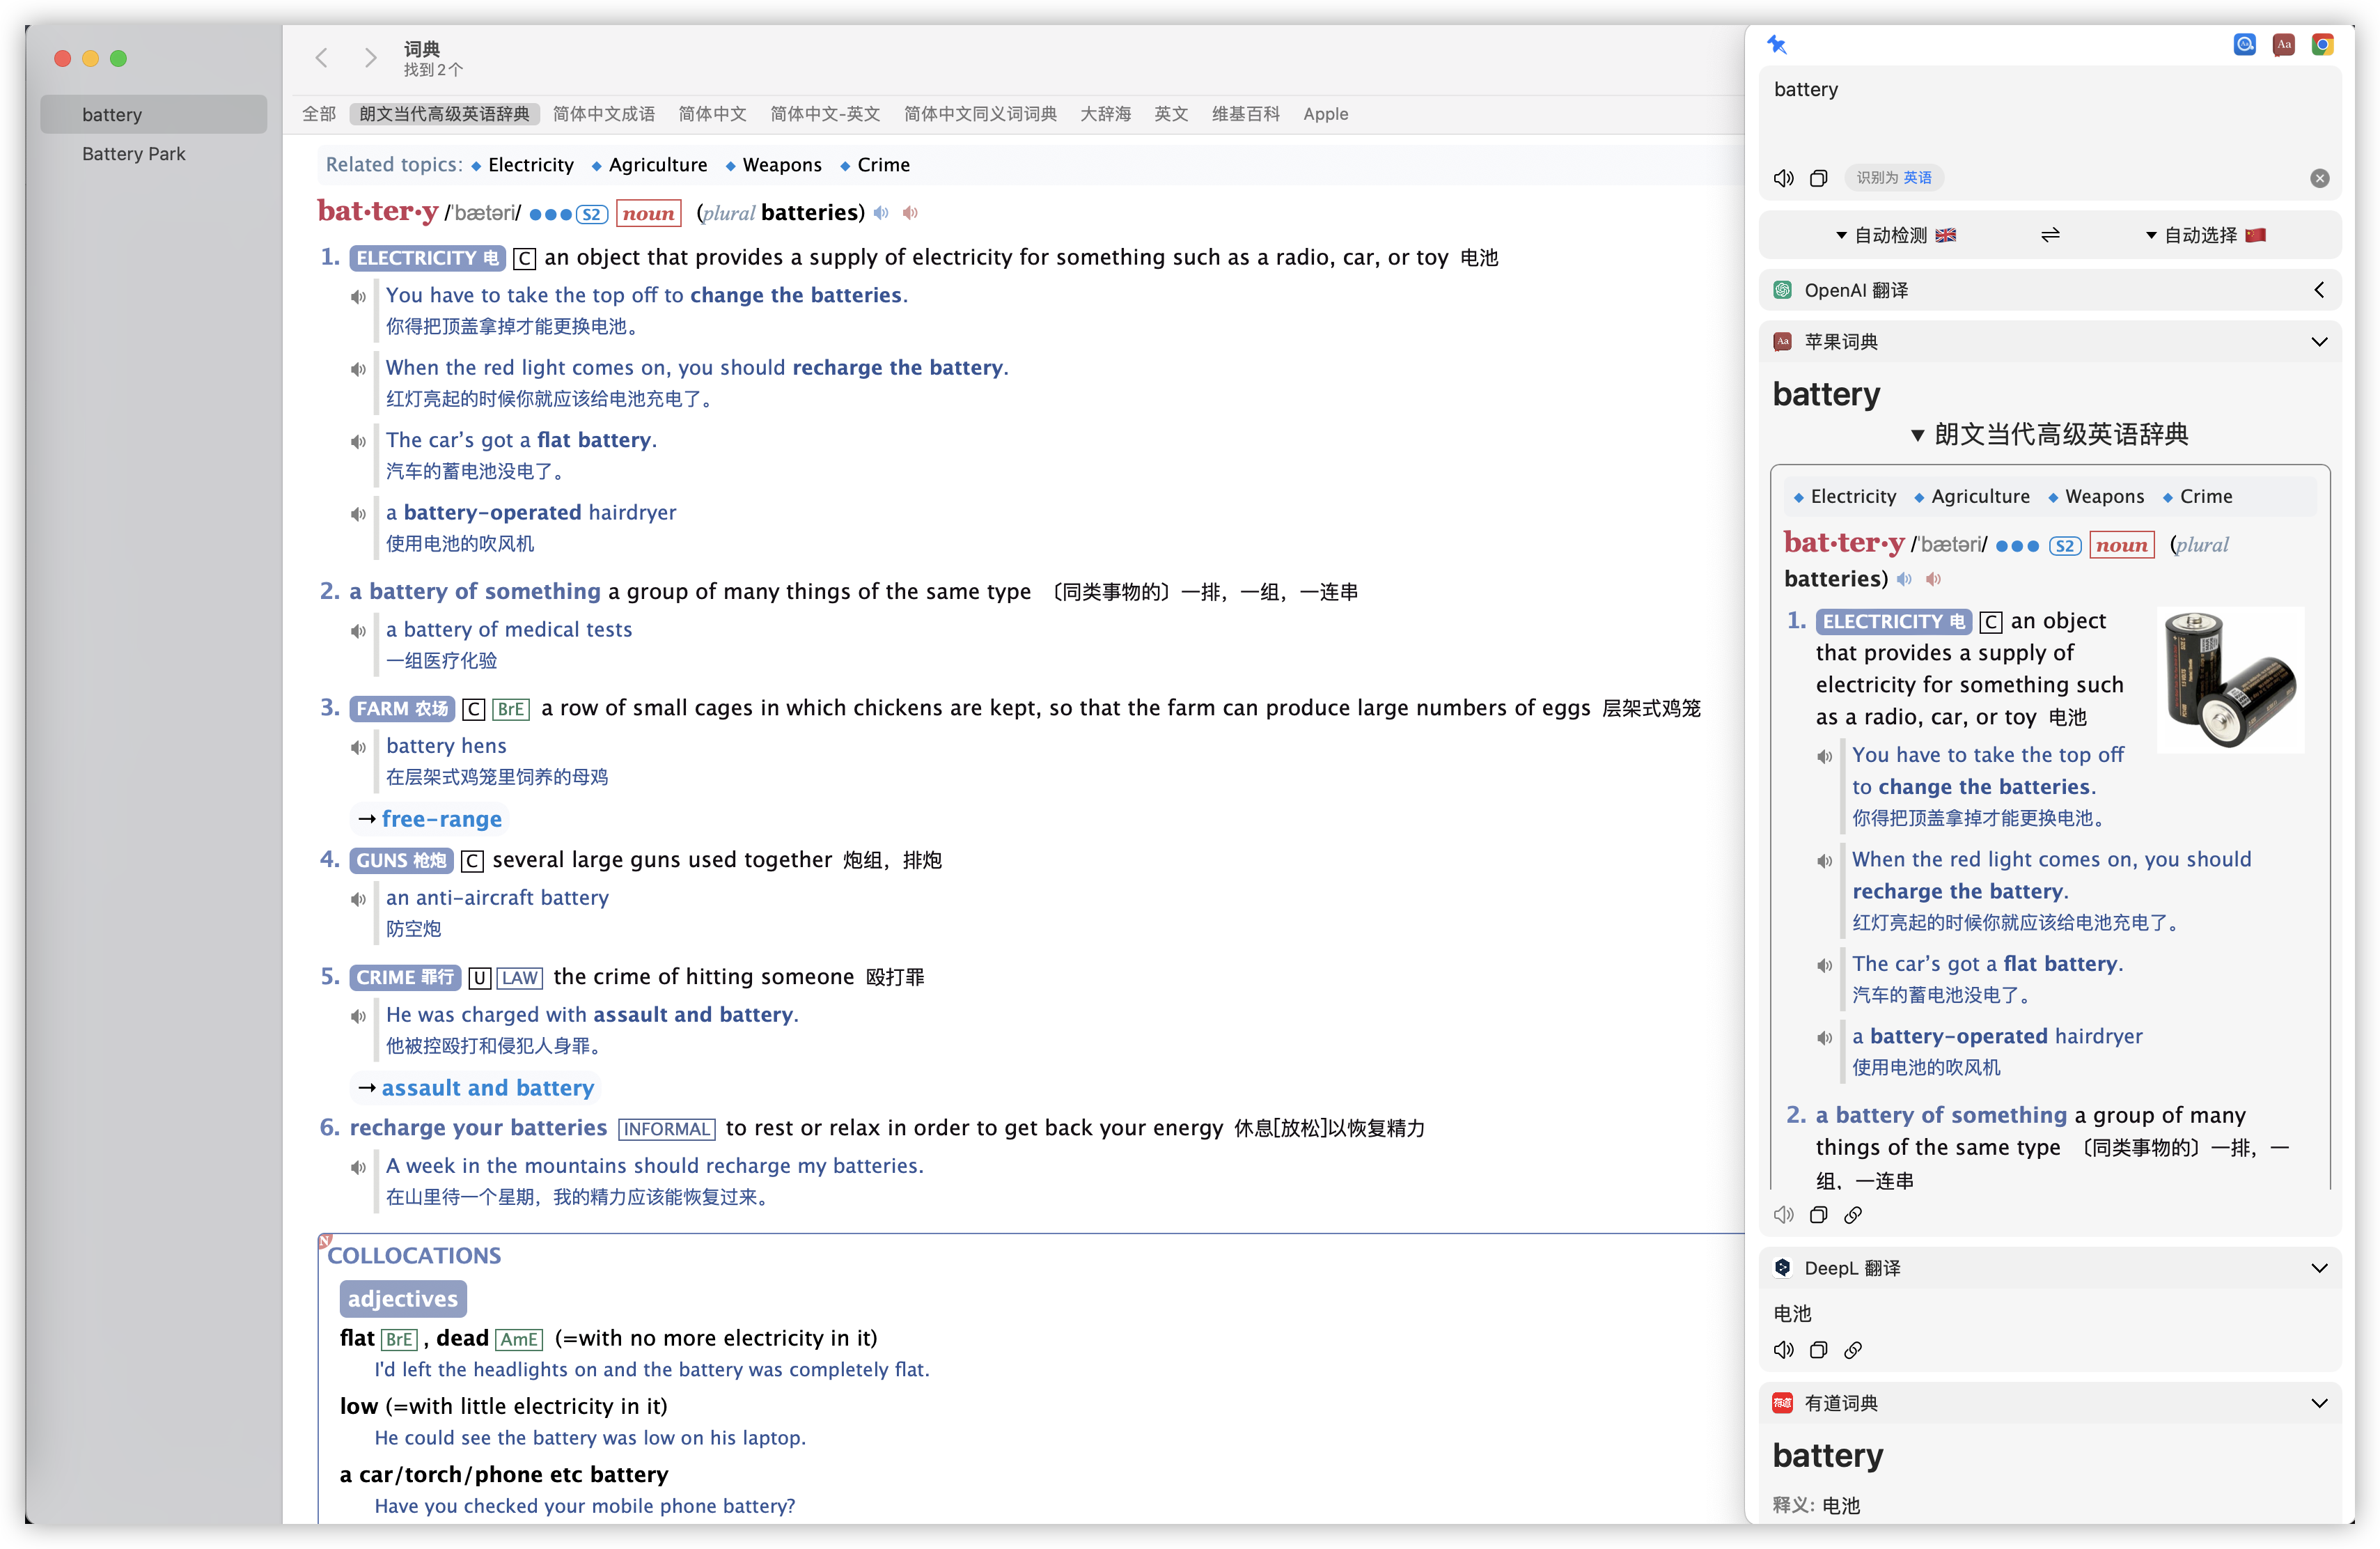 battery
Battery Park
词典
找到 2 个
全部 朗文当代高级英语辞典 简体中文成语 简体中文 简体中文-英文 简体中文同义词词典 大辞海 英文 维基百科 Apple
Related topics: Electricity Agriculture Weapons Crime
bat·ter·y /ˈbætəri/ S2 noun (plural batteries)
1. ELECTRICITY 电 C an object that provides a supply of electricity for something such as a radio, car, or toy 电池
You have to take the top off to change the batteries.
你得把顶盖拿掉才能更换电池。
When the red light comes on, you should recharge the battery.
红灯亮起的时候你就应该给电池充电了。
The car’s got a flat battery.
汽车的蓄电池没电了。
a battery-operated hairdryer
使用电池的吹风机
2. a battery of something a group of many things of the same type 〔同类事物的〕一排，一组，一连串
a battery of medical tests
一组医疗化验
3. FARM 农场 C BrE a row of small cages in which chickens are kept, so that the farm can produce large numbers of eggs 层架式鸡笼
battery hens
在层架式鸡笼里饲养的母鸡
→ free-range
4. GUNS 枪炮 C several large guns used together 炮组，排炮
an anti-aircraft battery
防空炮
5. CRIME 罪行 U LAW the crime of hitting someone 殴打罪
He was charged with assault and battery.
他被控殴打和侵犯人身罪。
→ assault and battery
6. recharge your batteries INFORMAL to rest or relax in order to get back your energy 休息[放松]以恢复精力
A week in the mountains should recharge my batteries.
在山里待一个星期，我的精力应该能恢复过来。
N
COLLOCATIONS
adjectives
flat BrE , dead AmE (=with no more electricity in it)
I'd left the headlights on and the battery was completely flat.
low (=with little electricity in it)
He could see the battery was low on his laptop.
a car/torch/phone etc battery
Have you checked your mobile phone battery?
Aa
battery
识别为 英语
自动检测 🇬🇧 ⇌ 自动选择 🇨🇳
OpenAI 翻译
Aa 苹果词典
battery
▼ 朗文当代高级英语辞典
Electricity Agriculture Weapons Crime
bat·ter·y /ˈbætəri/ S2 noun (plural
batteries)
1. ELECTRICITY 电 C an object
that provides a supply of
electricity for something such
as a radio, car, or toy 电池
You have to take the top off
to change the batteries.
你得把顶盖拿掉才能更换电池。
When the red light comes on, you should
recharge the battery.
红灯亮起的时候你就应该给电池充电了。
The car’s got a flat battery.
汽车的蓄电池没电了。
a battery-operated hairdryer
使用电池的吹风机
2. a battery of something a group of many
things of the same type 〔同类事物的〕一排，一
组，一连串
DeepL 翻译
电池
有道 有道词典
battery
释义: 电池